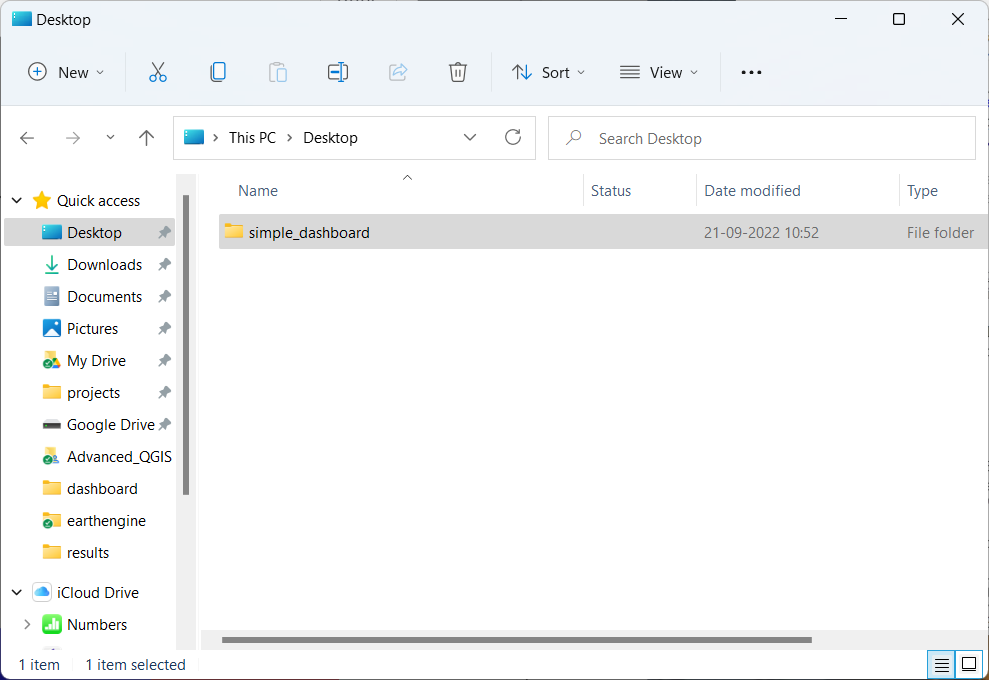 Desktop
New
Sort
View
This PC
Desktop
Search Desktop
Name
Status
Date modified
Type
simple_dashboard
21-09-2022 10:52
File folder
Quick access
Desktop
Downloads
Documents
Pictures
My Drive
projects
Google Drive
Advanced_QGIS
dashboard
earthengine
results
iCloud Drive
Numbers
1 item
1 item selected